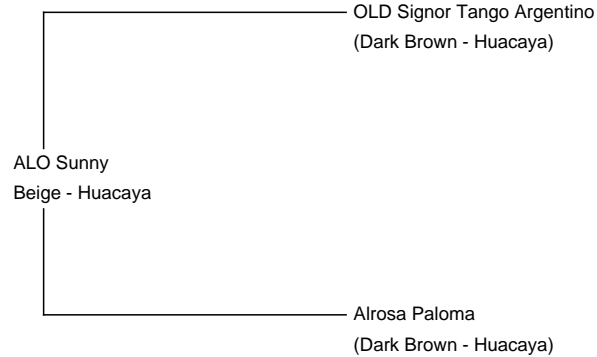 OLD Signor Tango Argentino
(Dark Brown - Huacaya)
ALO Sunny
Beige - Huacaya
Alrosa Paloma
(Dark Brown - Huacaya)